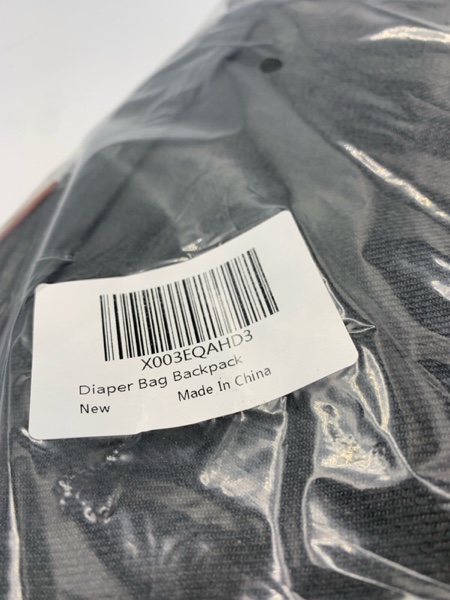 X003EQAHD3
Diaper Bag Backpack
New Made In China